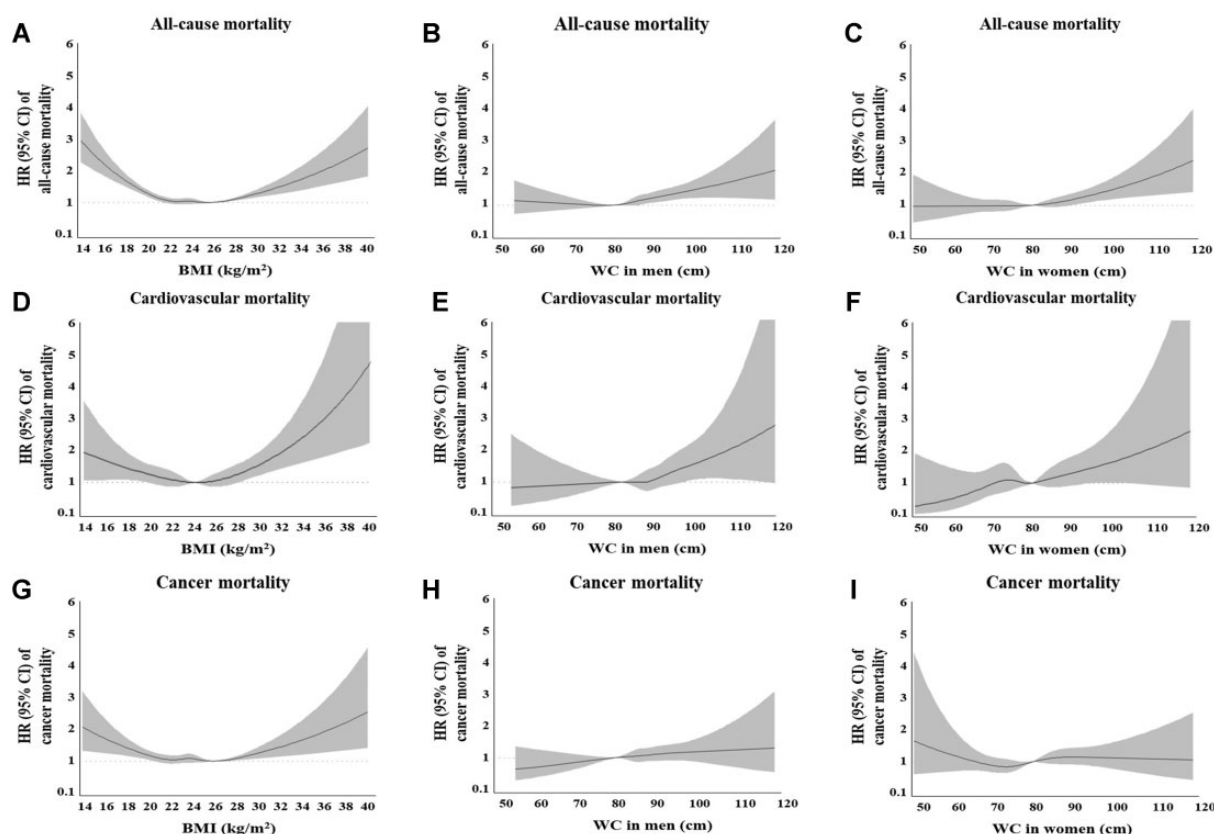 A
All-cause mortality
HR (95% CI) of
all-cause mortality
6
5
4
3
2
1
0.1
14 16 18 20 22 24 26 28 30 32 34 36 38 40
BMI (kg/m²)
B
All-cause mortality
HR (95% CI) of
all-cause mortality
6
5
4
3
2
1
0.1
50 60 70 80 90 100 110 120
WC in men (cm)
C
All-cause mortality
HR (95% CI) of
all-cause mortality
6
5
4
3
2
1
0.1
50 60 70 80 90 100 110 120
WC in women (cm)
D
Cardiovascular mortality
HR (95% CI) of
cardiovascular mortality
6
5
4
3
2
1
0.1
14 16 18 20 22 24 26 28 30 32 34 36 38 40
BMI (kg/m²)
E
Cardiovascular mortality
HR (95% CI) of
cardiovascular mortality
6
5
4
3
2
1
0.1
50 60 70 80 90 100 110 120
WC in men (cm)
F
Cardiovascular mortality
HR (95% CI) of
cardiovascular mortality
6
5
4
3
2
1
0.1
50 60 70 80 90 100 110 120
WC in women (cm)
G
Cancer mortality
HR (95% CI) of
cancer mortality
6
5
4
3
2
1
0.1
14 16 18 20 22 24 26 28 30 32 34 36 38 40
BMI (kg/m²)
H
Cancer mortality
HR (95% CI) of
cancer mortality
6
5
4
3
2
1
0.1
50 60 70 80 90 100 110 120
WC in men (cm)
I
Cancer mortality
HR (95% CI) of
cancer mortality
6
5
4
3
2
1
0.1
50 60 70 80 90 100 110 120
WC in women (cm)